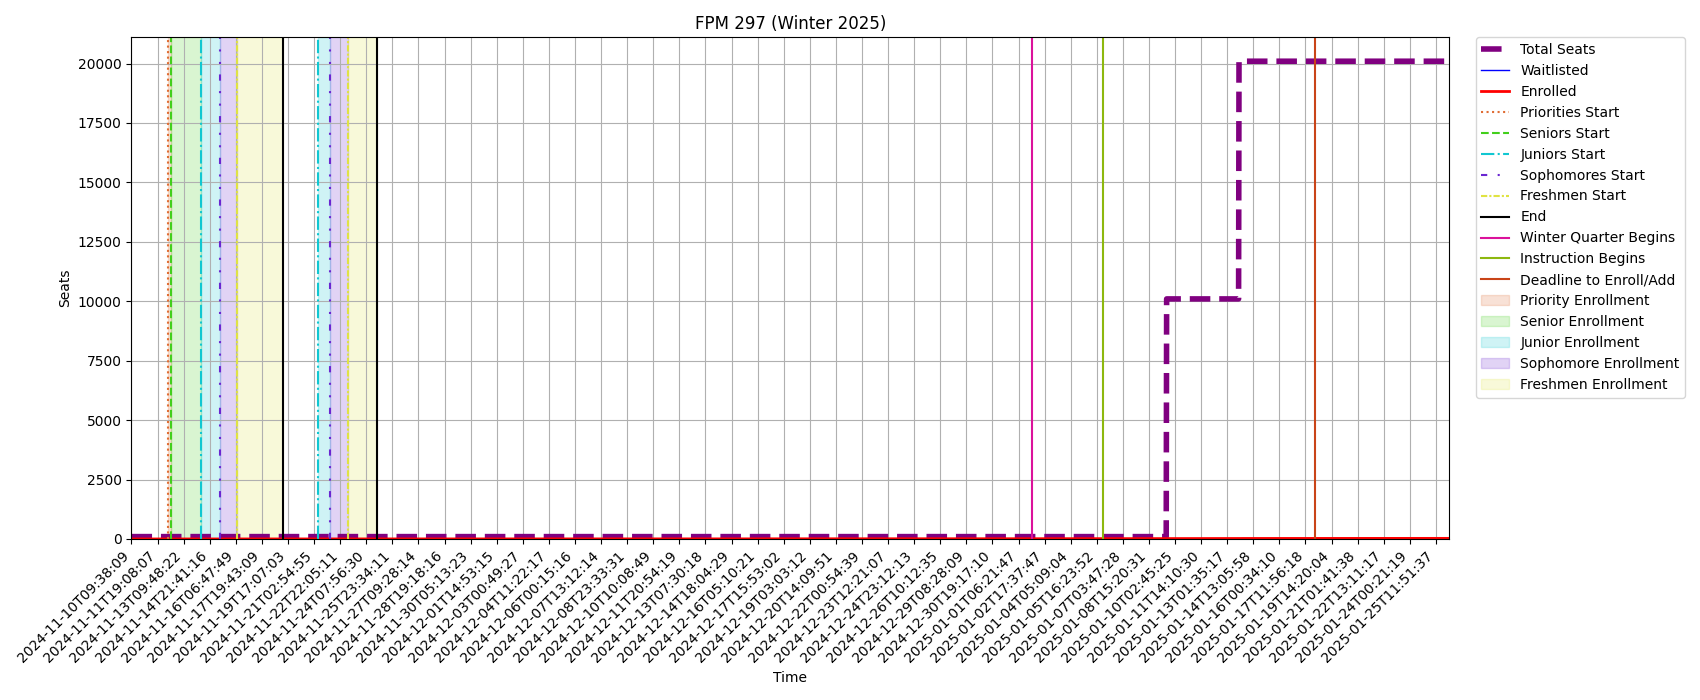 FPM 297 (Winter 2025)
Seats
20000
17500
15000
12500
10000
7500
5000
2500
0
2024-11-10T09:38:09
2024-11-11T19:08:07
2024-11-13T09:48:22
2024-11-14T21:41:16
2024-11-16T06:47:49
2024-11-17T19:43:09
2024-11-19T17:07:03
2024-11-21T02:54:55
2024-11-22T22:05:11
2024-11-24T07:56:30
2024-11-25T23:34:11
2024-11-27T09:28:14
2024-11-28T19:18:16
2024-11-30T05:13:23
2024-12-01T14:53:15
2024-12-03T00:49:27
2024-12-04T11:22:17
2024-12-06T00:15:16
2024-12-07T13:12:14
2024-12-08T23:33:31
2024-12-10T10:08:49
2024-12-11T20:54:19
2024-12-13T07:30:18
2024-12-14T18:04:29
2024-12-16T05:10:21
2024-12-17T15:53:02
2024-12-19T03:03:12
2024-12-20T14:09:51
2024-12-22T00:54:39
2024-12-23T12:21:07
2024-12-24T23:12:13
2024-12-26T10:12:35
2024-12-29T08:28:09
2024-12-30T19:17:10
2025-01-01T06:21:47
2025-01-02T17:37:47
2025-01-04T05:09:04
2025-01-05T16:23:52
2025-01-07T03:47:28
2025-01-08T15:20:31
2025-01-10T02:45:25
2025-01-11T14:10:30
2025-01-13T01:35:17
2025-01-14T13:05:58
2025-01-16T00:34:10
2025-01-17T11:56:18
2025-01-19T14:20:04
2025-01-21T01:41:38
2025-01-22T13:11:17
2025-01-24T00:21:19
2025-01-25T11:51:37
Time
Total Seats
Waitlisted
Enrolled
Priorities Start
Seniors Start
Juniors Start
Sophomores Start
Freshmen Start
End
Winter Quarter Begins
Instruction Begins
Deadline to Enroll/Add
Priority Enrollment
Senior Enrollment
Junior Enrollment
Sophomore Enrollment
Freshmen Enrollment